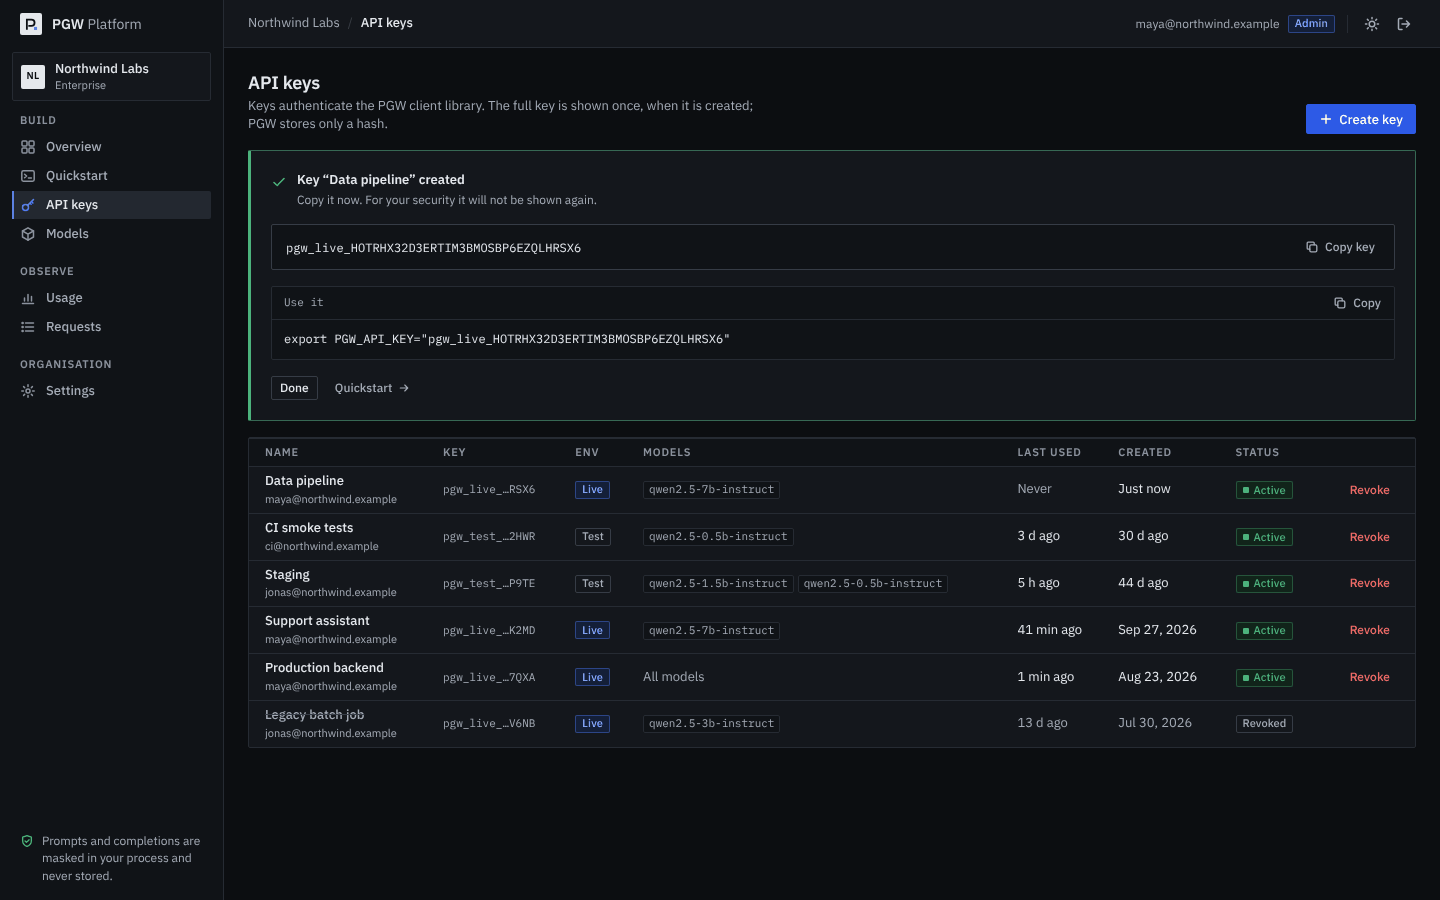 PGW Platform
Northwind Labs / API keys
maya@northwind.example Admin
NL Northwind Labs
Enterprise
BUILD
Overview
Quickstart
API keys
Models
OBSERVE
Usage
Requests
ORGANISATION
Settings
Prompts and completions are
masked in your process and
never stored.
API keys
Keys authenticate the PGW client library. The full key is shown once, when it is created;
PGW stores only a hash.
Create key
Key “Data pipeline” created
Copy it now. For your security it will not be shown again.
pgw_live_HOTRHX32D3ERTIM3BMOSBP6EZQLHRSX6 Copy key
Use it Copy
export PGW_API_KEY="pgw_live_HOTRHX32D3ERTIM3BMOSBP6EZQLHRSX6"
Done Quickstart →
NAME KEY ENV MODELS LAST USED CREATED STATUS
Data pipeline
maya@northwind.example pgw_live_…RSX6 Live qwen2.5-7b-instruct Never Just now Active Revoke
CI smoke tests
ci@northwind.example pgw_test_…2HWR Test qwen2.5-0.5b-instruct 3 d ago 30 d ago Active Revoke
Staging
jonas@northwind.example pgw_test_…P9TE Test qwen2.5-1.5b-instruct qwen2.5-0.5b-instruct 5 h ago 44 d ago Active Revoke
Support assistant
maya@northwind.example pgw_live_…K2MD Live qwen2.5-7b-instruct 41 min ago Sep 27, 2026 Active Revoke
Production backend
maya@northwind.example pgw_live_…7QXA Live All models 1 min ago Aug 23, 2026 Active Revoke
Legacy batch job
jonas@northwind.example pgw_live_…V6NB Live qwen2.5-3b-instruct 13 d ago Jul 30, 2026 Revoked